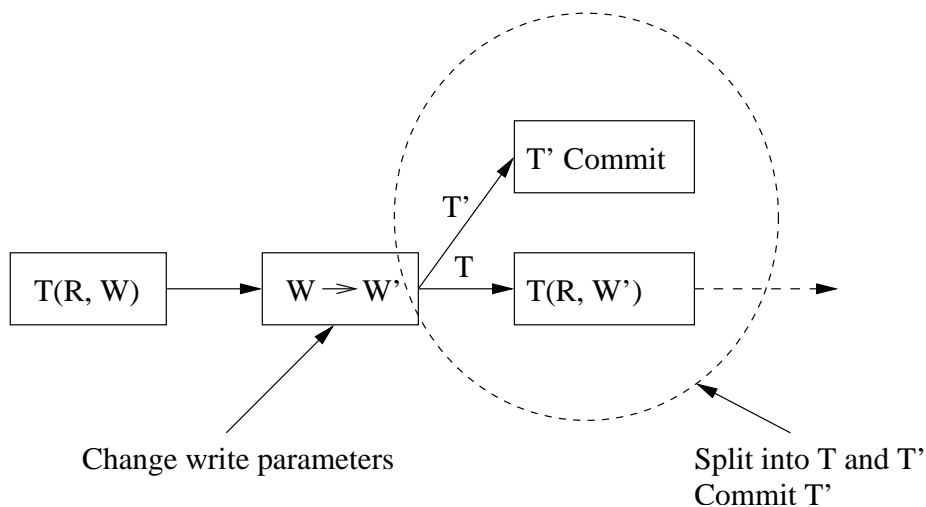 T’ Commit
T’
T
T(R, W)
W → W’
T(R, W’)
Change write parameters
Split into T and T’
Commit T’